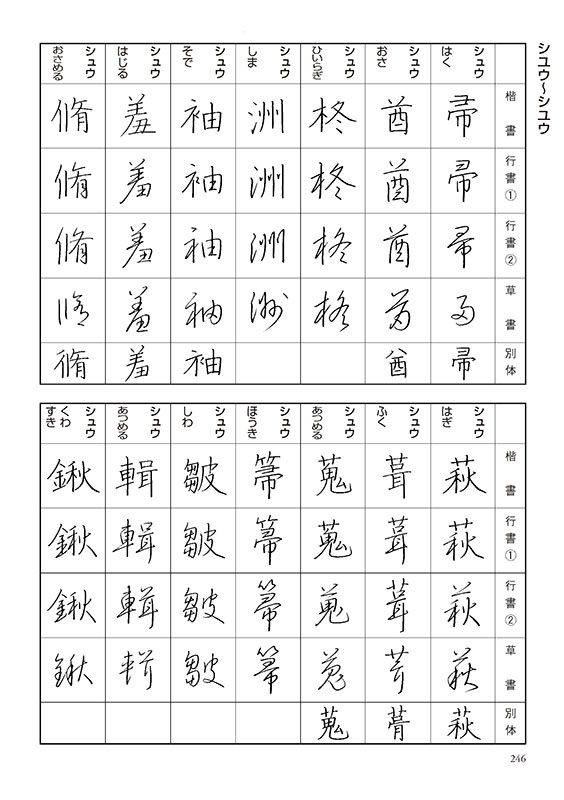 シユウ～シユウ
楷書
行書①
行書②
草書
別体
シュウ
はく
帚
帚
帚
帚
帚
シュウ
おさ
酋
酋
酋
酋
酋
シュウ
ひいらぎ
柊
柊
柊
柊
シュウ
しま
洲
洲
洲
洲
シュウ
そで
袖
袖
袖
袖
袖
シュウ
はじる
羞
羞
羞
羞
羞
シュウ
おさめる
脩
脩
脩
脩
脩
楷書
行書①
行書②
草書
別体
シュウ
はぎ
萩
萩
萩
萩
萩
シュウ
ふく
葺
葺
葺
葺
葺
シュウ
あつめる
蒐
蒐
蒐
蒐
蒐
シュウ
ほうき
箒
箒
箒
箒
シュウ
しわ
皺
皺
皺
皺
シュウ
あつめる
輯
輯
輯
輯
シュウ
くわ
すき
鍬
鍬
鍬
鍬
246